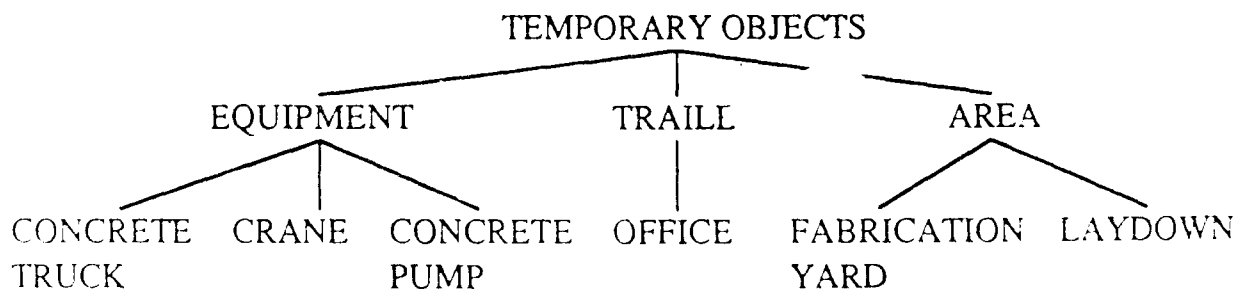 TEMPORARY OBJECTS
EQUIPMENT TRAILL AREA
CONCRETE CRANE CONCRETE OFFICE FABRICATION LAYDOWN
TRUCK PUMP YARD